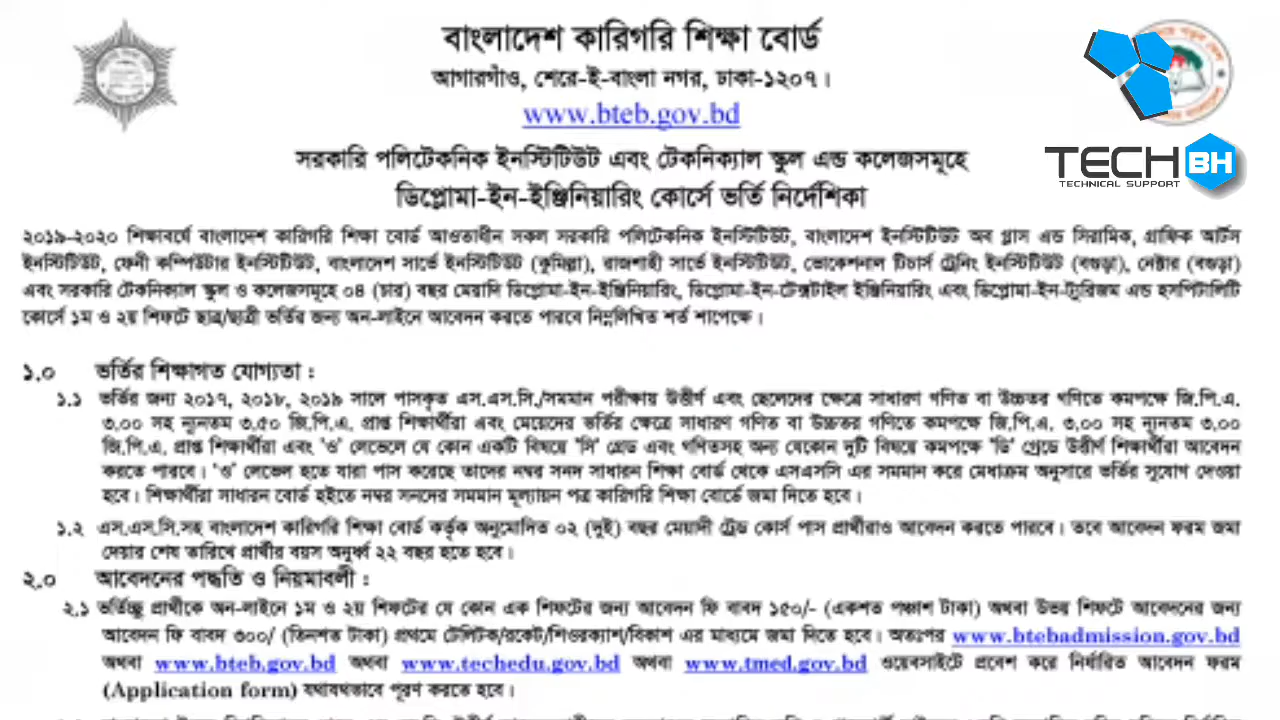 বাংলাদেশ কারিগরি শিক্ষা বোর্ড
আগারগাঁও, শেরে-ই-বাংলা নগর, ঢাকা-১২০৭।
www.bteb.gov.bd
TECH BH
TECHNICAL SUPPORT
সরকারি পলিটেকনিক ইনস্টিটিউট এবং টেকনিক্যাল স্কুল এন্ড কলেজসমূহে
ডিপ্লোমা-ইন-ইঞ্জিনিয়ারিং কোর্সে ভর্তি নির্দেশিকা
২০১৯-২০২০ শিক্ষাবর্ষে বাংলাদেশ কারিগরি শিক্ষা বোর্ড আওতাধীন সকল সরকারি পলিটেকনিক ইনস্টিটিউট, বাংলাদেশ ইনস্টিটিউট অব গ্লাস এন্ড সিরামিক, গ্রাফিক আর্টস
ইনস্টিটিউট, ফেনী কম্পিউটার ইনস্টিটিউট, বাংলাদেশ সার্ভে ইনস্টিটিউট (কুমিল্লা), রাজশাহী সার্ভে ইনস্টিটিউট, ভোকেশনাল টিচার্স ট্রেনিং ইনস্টিটিউট (বগুড়া), নেক্টার (বগুড়া)
এবং সরকারি টেকনিক্যাল স্কুল ও কলেজসমূহে ০৪ (চার) বছর মেয়াদি ডিপ্লোমা-ইন-ইঞ্জিনিয়ারিং, ডিপ্লোমা-ইন-টেক্সটাইল ইঞ্জিনিয়ারিং এবং ডিপ্লোমা-ইন-ট্যুরিজম এন্ড হসপিটালিটি
কোর্সে ১ম ও ২য় শিফটে ছাত্র/ছাত্রী ভর্তির জন্য অন-লাইনে আবেদন করতে পারবে নিম্নলিখিত শর্ত শাপেক্ষে।
১.০ ভর্তির শিক্ষাগত যোগ্যতা :
১.১ ভর্তির জন্য ২০১৭, ২০১৮, ২০১৯ সালে পাসকৃত এস.এস.সি./সমমান পরীক্ষায় উত্তীর্ণ এবং ছেলেদের ক্ষেত্রে সাধারণ গণিত বা উচ্চতর গণিতে কমপক্ষে জি.পি.এ.
৩.০০ সহ ন্যূনতম ৩.৫০ জি.পি.এ. প্রাপ্ত শিক্ষার্থীরা এবং মেয়েদের ভর্তির ক্ষেত্রে সাধারণ গণিত বা উচ্চতর গণিতে কমপক্ষে জি.পি.এ. ৩.০০ সহ ন্যূনতম ৩.০০
জি.পি.এ. প্রাপ্ত শিক্ষার্থীরা এবং 'ও' লেভেলে যে কোন একটি বিষয়ে 'সি' গ্রেড এবং গণিতসহ অন্য যেকোন দুটি বিষয়ে কমপক্ষে 'ডি' গ্রেডে উত্তীর্ণ শিক্ষার্থীরা আবেদন
করতে পারবে। 'ও' লেভেল হতে যারা পাস করেছে তাদের নম্বর সনদ সাধারন শিক্ষা বোর্ড থেকে এসএসসি এর সমমান করে মেধাক্রম অনুসারে ভর্তির সুযোগ দেওয়া
হবে। শিক্ষার্থীরা সাধারন বোর্ড হইতে নম্বর সনদের সমমান মূল্যায়ন পত্র কারিগরি শিক্ষা বোর্ডে জমা দিতে হবে।
১.২ এস.এস.সি.সহ বাংলাদেশ কারিগরি শিক্ষা বোর্ড কর্তৃক অনুমোদিত ০২ (দুই) বছর মেয়াদী ট্রেড কোর্স পাস প্রার্থীরাও আবেদন করতে পারবে। তবে আবেদন ফরম জমা
দেয়ার শেষ তারিখে প্রার্থীর বয়স অনূর্ধ্ব ২২ বছর হতে হবে।
২.০ আবেদনের পদ্ধতি ও নিয়মাবলী :
২.১ ভর্তিচ্ছু প্রার্থীকে অন-লাইনে ১ম ও ২য় শিফটের যে কোন এক শিফটের জন্য আবেদন ফি বাবদ ১৫০/- (একশত পঞ্চাশ টাকা) অথবা উভয় শিফটে আবেদনের জন্য
আবেদন ফি বাবদ ৩০০/ (তিনশত টাকা) প্রথমে টেলিটক/রকেট/শিওরক্যাশ/বিকাশ এর মাধ্যমে জমা দিতে হবে। অতঃপর www.btebadmission.gov.bd
অথবা www.bteb.gov.bd অথবা www.techedu.gov.bd অথবা www.tmed.gov.bd ওয়েবসাইটে প্রবেশ করে নির্ধারিত আবেদন ফরম
(Application form) যথাযথভাবে পূরণ করতে হবে।